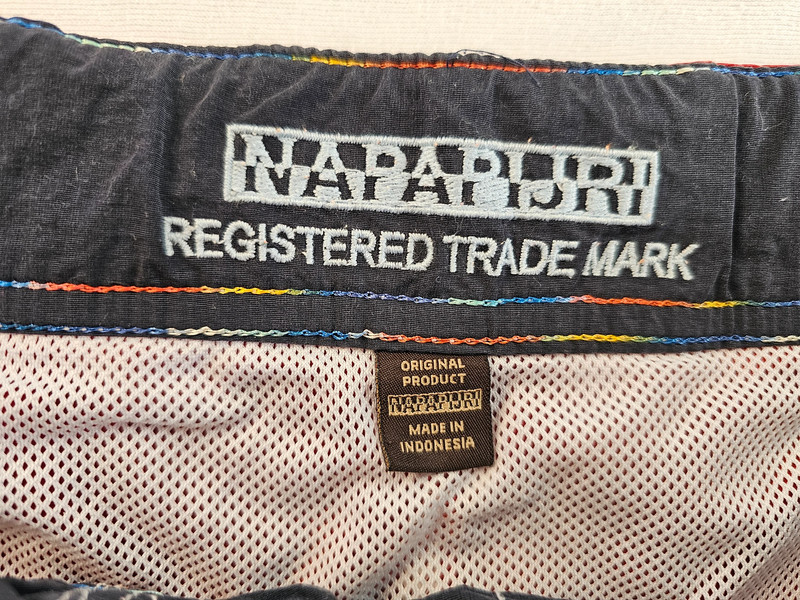 NAPAPIJRI
REGISTERED TRADE MARK
ORIGINAL
PRODUCT
NAPAPIJRI
MADE IN
INDONESIA